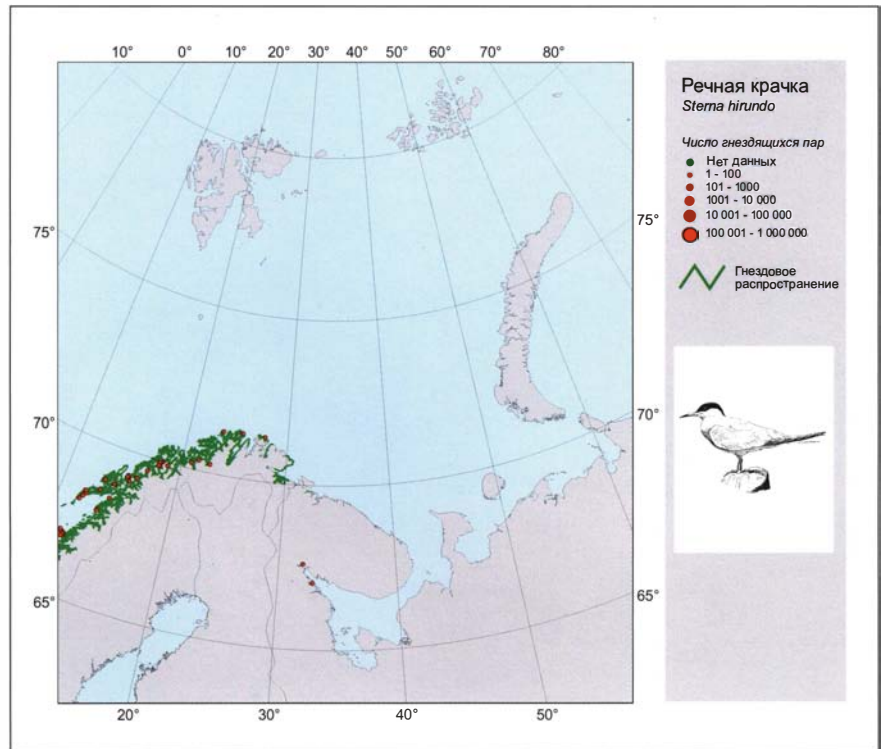 10° 0° 10° 20° 30° 40° 50° 60° 70° 80°
75° 75°
70° 70°
65° 65°
20° 30° 40° 50°
Речная крачка
Sterna hirundo
Число гнездящихся пар
Нет данных
1 - 100
101 - 1000
1001 - 10 000
10 001 - 100 000
100 001 - 1 000 000
Гнездовое
распространение